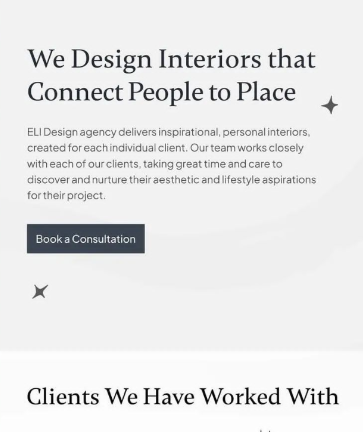 We Design Interiors that
Connect People to Place
ELI Design agency delivers inspirational, personal interiors,
created for each individual client. Our team works closely
with each of our clients, taking great time and care to
discover and nurture their aesthetic and lifestyle aspirations
for their project.
Book a Consultation
Clients We Have Worked With